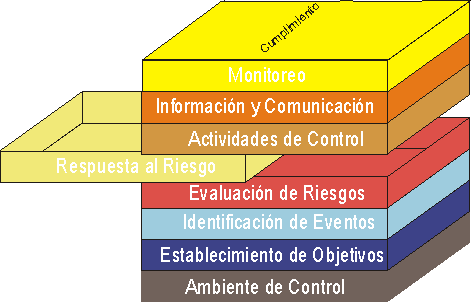 Cumplimiento
Monitoreo
Información y Comunicación
Actividades de Control
Respuesta al Riesgo
Evaluación de Riesgos
Identificación de Eventos
Establecimiento de Objetivos
Ambiente de Control